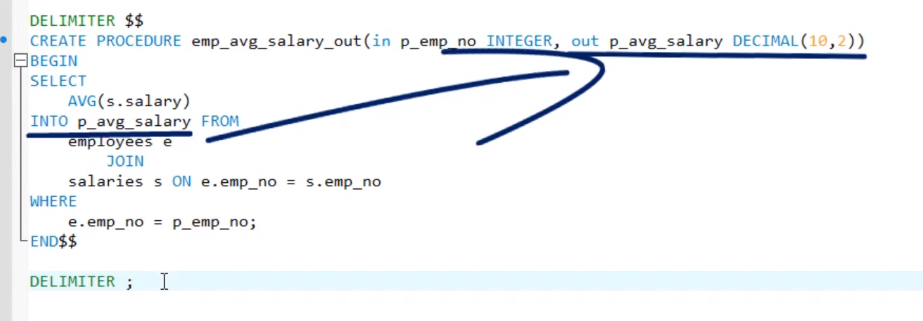 DELIMITER $$
CREATE PROCEDURE emp_avg_salary_out(in p_emp_no INTEGER, out p_avg_salary DECIMAL(10,2))
BEGIN
SELECT
AVG(s.salary)
INTO p_avg_salary FROM
employees e
JOIN
salaries s ON e.emp_no = s.emp_no
WHERE
e.emp_no = p_emp_no;
END$$
DELIMITER ;